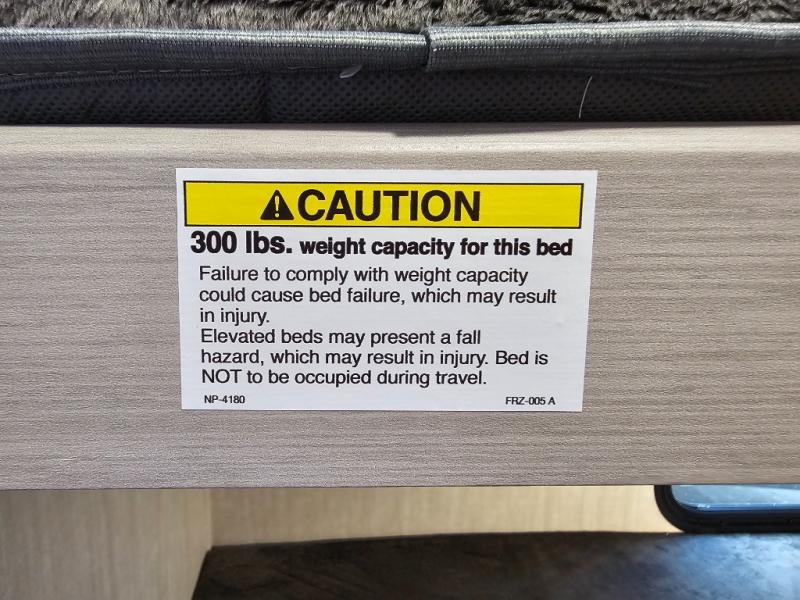 ⚠CAUTION
300 lbs. weight capacity for this bed
Failure to comply with weight capacity
could cause bed failure, which may result
in injury.
Elevated beds may present a fall
hazard, which may result in injury. Bed is
NOT to be occupied during travel.
NP-4180 FRZ-005 A